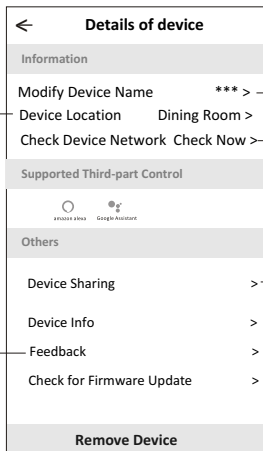 ← Details of device
Information
Modify Device Name *** >
Device Location Dining Room >
Check Device Network Check Now >
Supported Third-part Control
amazon alexa Google Assistant
Others
Device Sharing >
Device Info >
Feedback >
Check for Firmware Update >
Remove Device